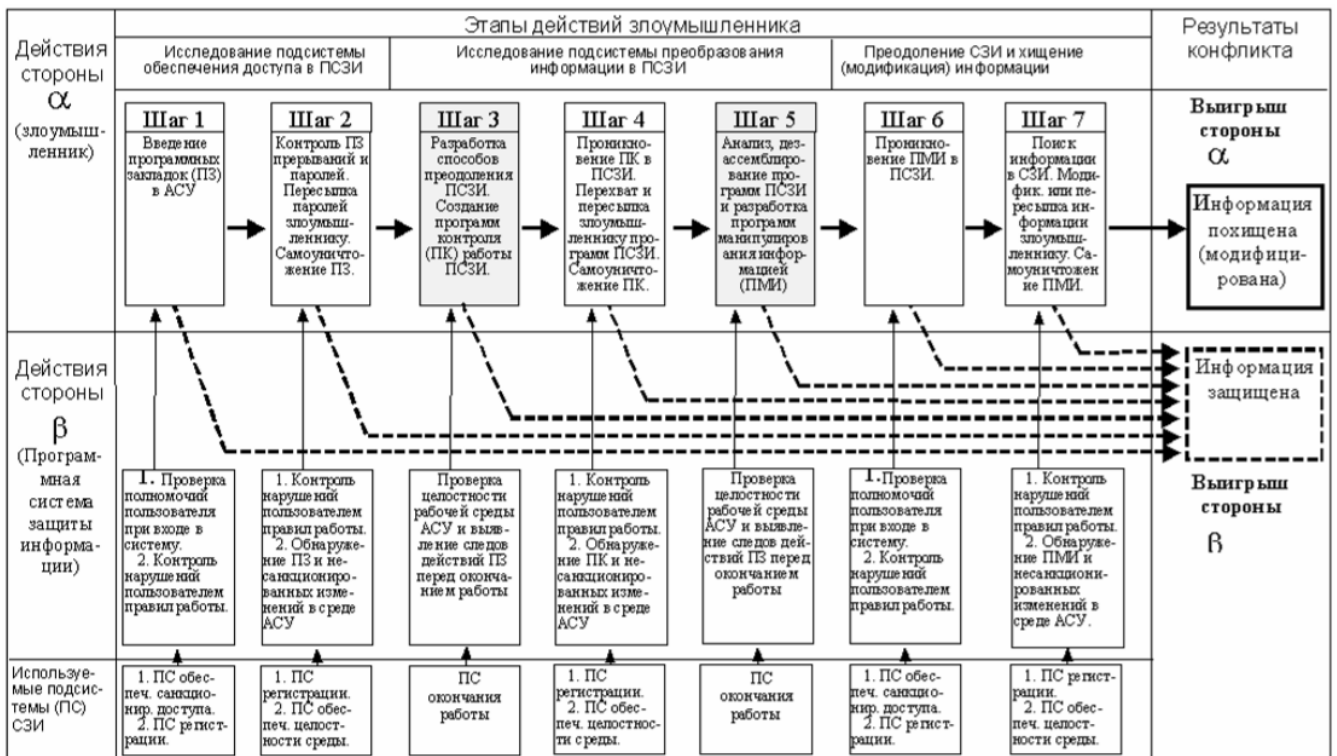 Действия
стороны
α
(злоумыш-
ленник)
Этапы действий злоумышленника
Исследование подсистемы
обеспечения доступа в ПСЗИ
Исследование подсистемы преобразования
информации в ПСЗИ
Преодоление СЗИ и хищение
(модификация) информации
Результаты
конфликта
Шаг 1
Введение
программных
закладок (ПЗ)
в АСУ
Шаг 2
Контроль ПЗ
прерываний и
паролей.
Пересылка
паролей
злоумыш-
леннику.
Самоуничто-
жение ПЗ.
Шаг 3
Разработка
способов
преодоления
ПСЗИ.
Создание
программ
контроля
(ПК) работы
ПСЗИ.
Шаг 4
Проникно-
вение ПК в
ПСЗИ.
Перехват и
пересылка
злоумышлен-
нику про-
грамм ПСЗИ.
Самоуничто-
жение ПК.
Шаг 5
Анализ, дез-
ассемблиро-
вание про-
грамм ПСЗИ
и разработка
программ
манипулиров
ания инфор-
мацией
(ПМИ)
Шаг 6
Проникно-
вение ПМИ в
ПСЗИ.
Шаг 7
Поиск
информации
в СЗИ. Моди-
фик. или пе-
ресылка ин-
формации
злоумыш-
леннику. Са-
моуничтожен
ие ПМИ.
Выигрыш
стороны
α
Информация
похищена
(модифици-
рована)
Действия
стороны
β
(Програм-
мная
система
защиты
информа-
ции)
Информация
защищена
Выигрыш
стороны
β
1. Проверка
полномочий
пользователя
при входе в
систему.
2. Контроль
нарушений
пользователем
правил работы.
1. Контроль
нарушений
пользователем
правил работы.
2. Обнаруже-
ние ПЗ и не-
санкциониро-
ванных изме-
нений в среде
АСУ
Проверка
целостности
рабочей среды
АСУ и выяв-
ление следов
действий ПЗ
перед оконча-
нием работы
1. Контроль
нарушений
пользователем
правил работы.
2. Обнаруже-
ние ПК и не-
санкциониро-
ванных изме-
нений в среде
АСУ
Проверка
целостности
рабочей среды
АСУ и выявле-
ние следов дей-
ствий ПЗ перед
окончанием
работы
1. Проверка
полномочий
пользователя
при входе в
систему.
2. Контроль
нарушений
пользователем
правил работы.
1. Контроль
нарушений
пользователем
правил работы.
2. Обнаруже-
ние ПМИ и
несанкциони-
рованных
изменений в
среде АСУ.
Используе-
мые подсис-
темы (ПС)
СЗИ
1. ПС обес-
печ. санкцио-
нир. доступа.
2. ПС регист-
рации.
1. ПС
регистрации.
2. ПС обес-
печ. целост-
ности среды.
ПС
окончания
работы
1. ПС
регистрации.
2. ПС обес-
печ. целостнос-
ти среды.
ПС
окончания
работы
1. ПС обес-
печ. санкцио-
нир. доступа.
2. ПС регист-
рации.
1. ПС регист-
рации.
2. ПС обес-
печ. целост-
ности среды.